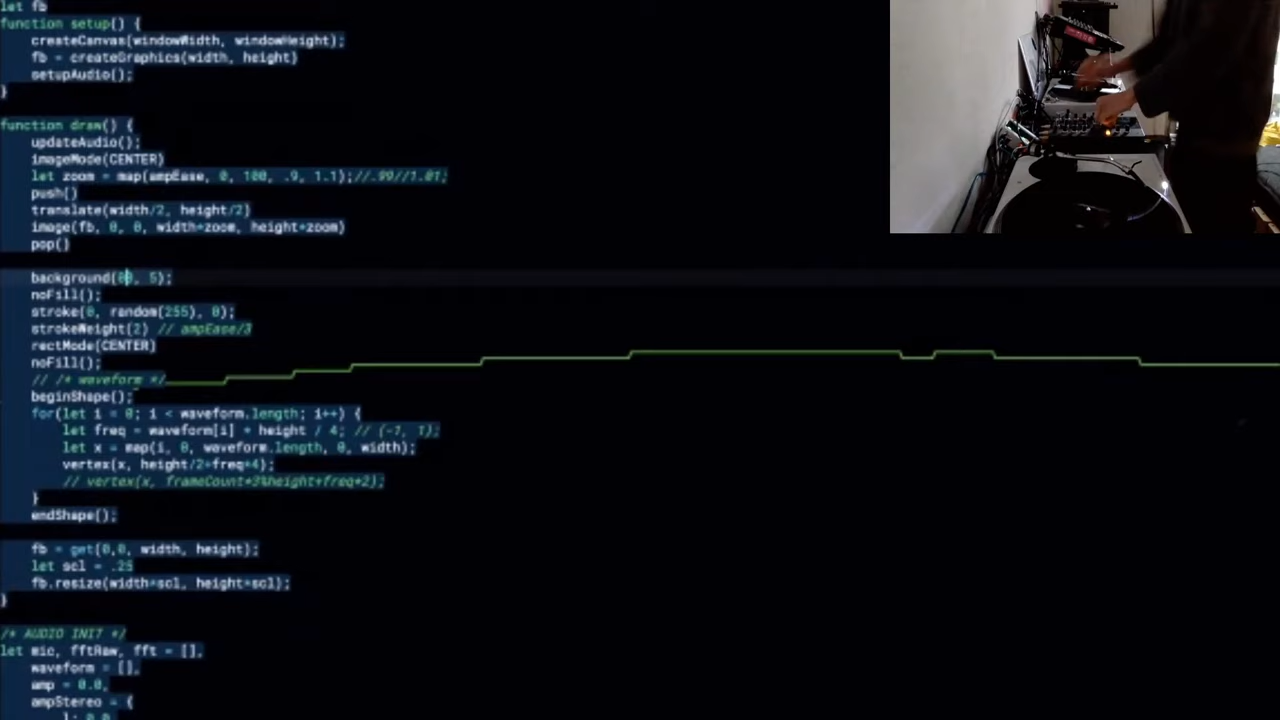 let fb
function setup() {
createCanvas(windowWidth, windowHeight);
fb = createGraphics(width, height)
setupAudio();
}
function draw() {
updateAudio();
imageMode(CENTER)
let zoom = map(ampEase, 0, 100, .9, 1.1);//.99//1.01;
push()
translate(width/2, height/2)
image(fb, 0, 0, width*zoom, height*zoom)
pop()
background(00, 5);
noFill();
stroke(0, random(255), 0);
strokeWeight(2) // ampEase/3
rectMode(CENTER)
noFill();
// /* waveform */
beginShape();
for(let i = 0; i < waveform.length; i++) {
let freq = waveform[i] * height / 4; // (-1, 1);
let x = map(i, 0, waveform.length, 0, width);
vertex(x, height/2+freq*4);
// vertex(x, frameCount*3%height+freq*2);
}
endShape();
fb = get(0,0, width, height);
let scl = .25
fb.resize(width*scl, height*scl);
}
/* AUDIO INIT */
let mic, fftRaw, fft = [],
waveform = [],
amp = 0.0,
ampStereo = {
l: 0.0